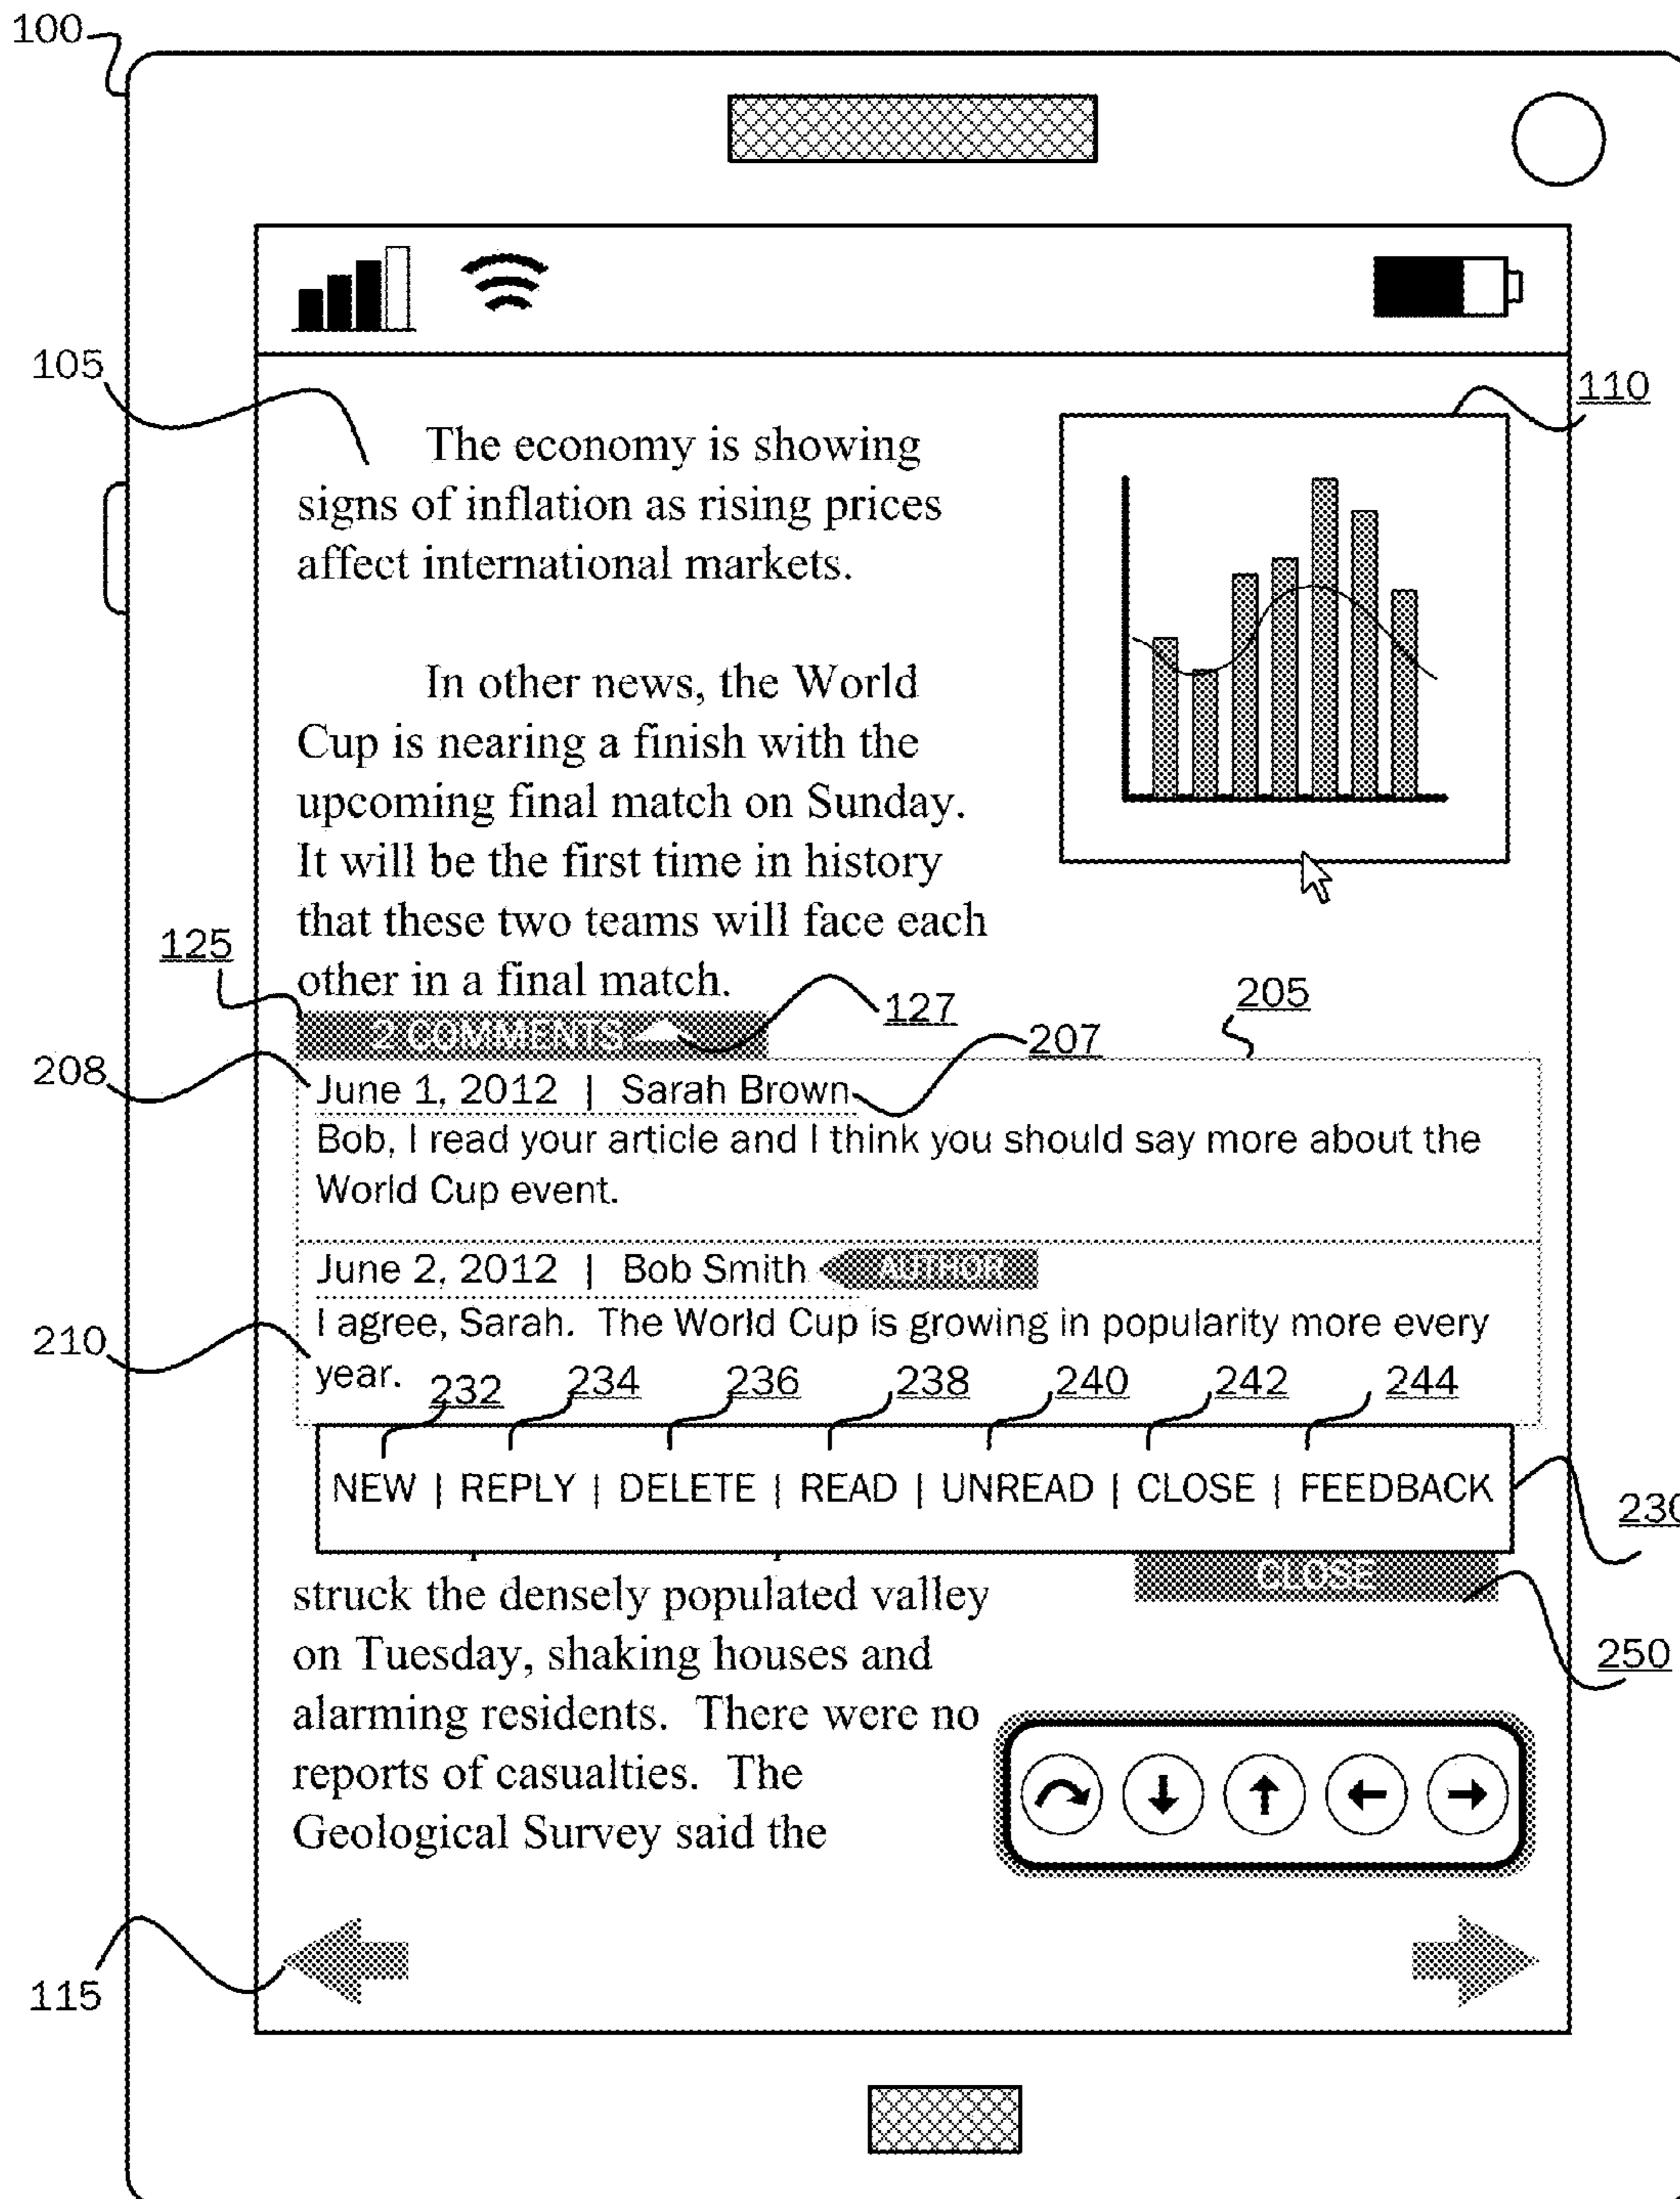 100
105
110
The economy is showing
signs of inflation as rising prices
affect international markets.
In other news, the World
Cup is nearing a finish with the
upcoming final match on Sunday.
It will be the first time in history
that these two teams will face each
other in a final match.
125
127
205
207
208
2 COMMENTS
June 1, 2012 | Sarah Brown
Bob, I read your article and I think you should say more about the
World Cup event.
June 2, 2012 | Bob Smith AUTHOR
I agree, Sarah. The World Cup is growing in popularity more every
year.
210
232 234 236 238 240 242 244
NEW | REPLY | DELETE | READ | UNREAD | CLOSE | FEEDBACK
230
CLOSE
250
struck the densely populated valley
on Tuesday, shaking houses and
alarming residents. There were no
reports of casualties. The
Geological Survey said the
115